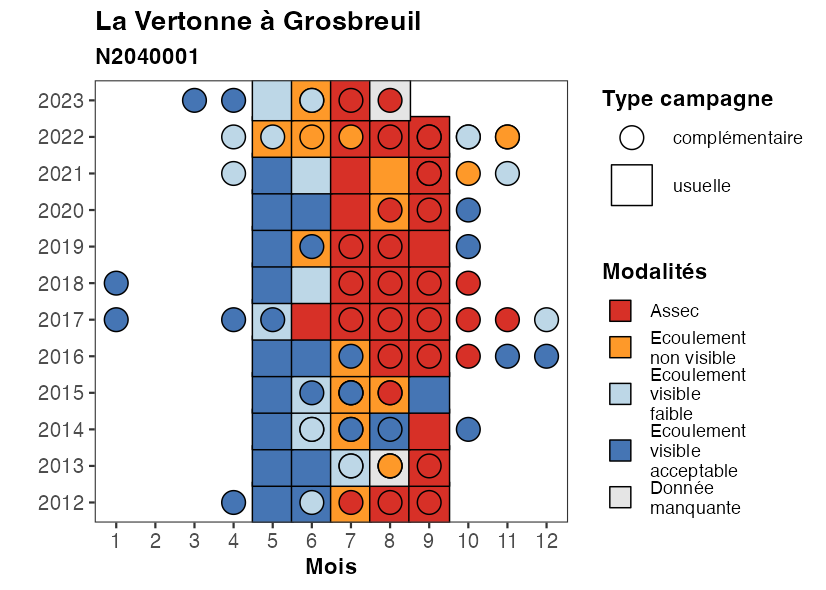 La Vertonne à Grosbreuil
N2040001
2023
2022
2021
2020
2019
2018
2017
2016
2015
2014
2013
2012
1 2 3 4 5 6 7 8 9 10 11 12
Mois
Type campagne
complémentaire
usuelle
Modalités
Assec
Ecoulement
non visible
Ecoulement
visible
faible
Ecoulement
visible
acceptable
Donnée
manquante